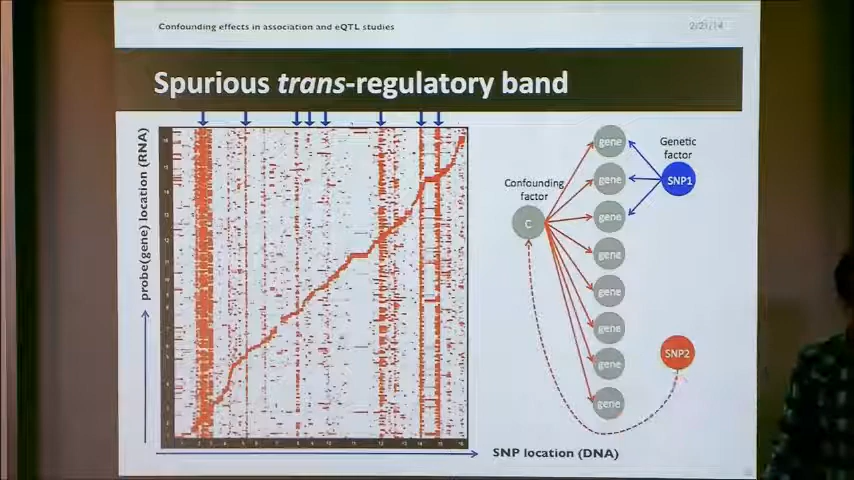 Confounding effects in association and eQTL studies
2/21/14
Spurious trans-regulatory band
probe(gene) location (RNA)
Confounding
factor
C
gene
gene
gene
gene
gene
gene
gene
gene
Genetic
factor
SNP1
SNP2
SNP location (DNA)